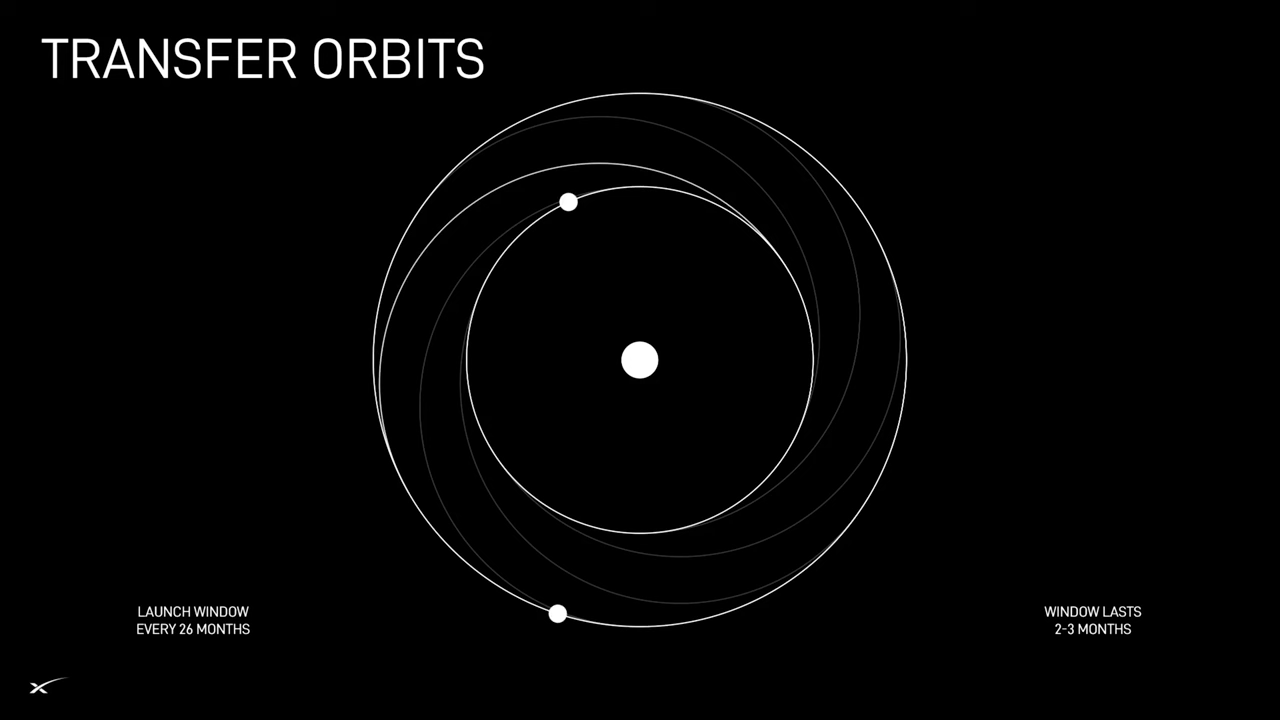 TRANSFER ORBITS
LAUNCH WINDOW
EVERY 26 MONTHS
WINDOW LASTS
2-3 MONTHS